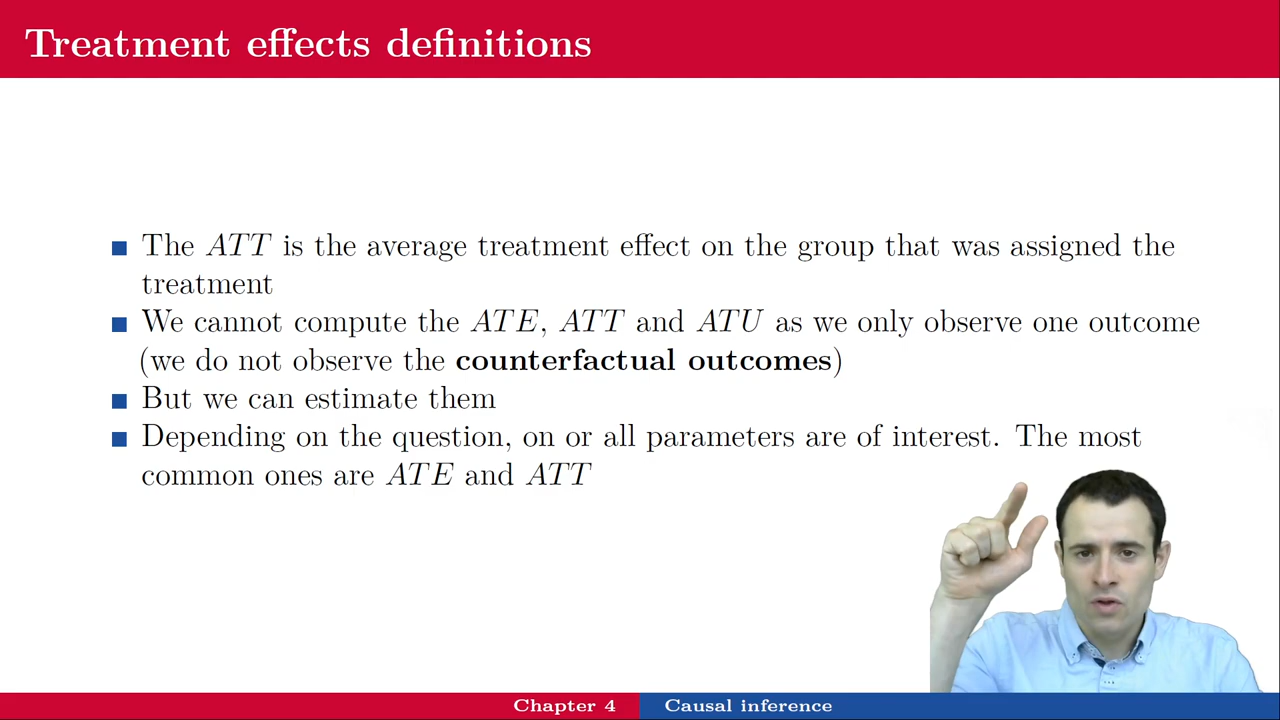 Treatment effects definitions
The ATT is the average treatment effect on the group that was assigned the
treatment
We cannot compute the ATE, ATT and ATU as we only observe one outcome
(we do not observe the counterfactual outcomes)
But we can estimate them
Depending on the question, on or all parameters are of interest. The most
common ones are ATE and ATT
Chapter 4
Causal inference